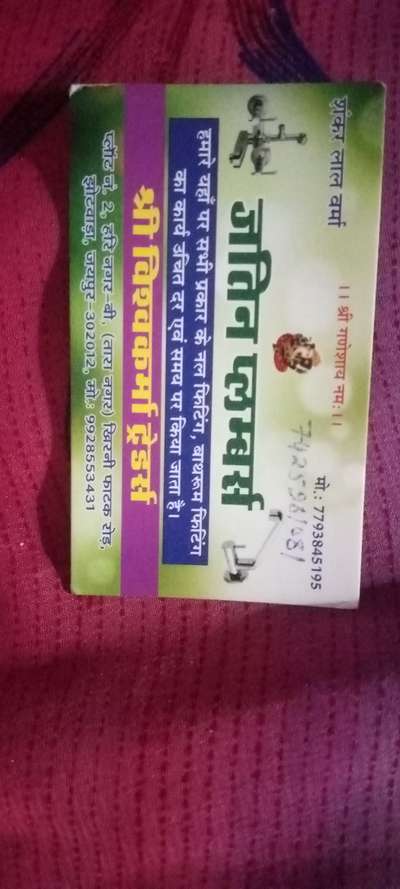 ।। श्री गणेशाय नमः ।।
शंकर लाल वर्मा
मो.: 7793845195
जतिन प्लम्बर्स
हमारे यहाँ पर सभी प्रकार के नल फिटिंग, बाथरूम फिटिंग
का कार्य उचित दर एवं समय पर किया जाता है।
श्री विश्वकर्मा ट्रेडर्स
प्लॉट नं. 2, हरि नगर-बी, (तारा नगर) खिरनी फाटक रोड़,
झोटवाड़ा, जयपुर-302012, मो.: 9928553431